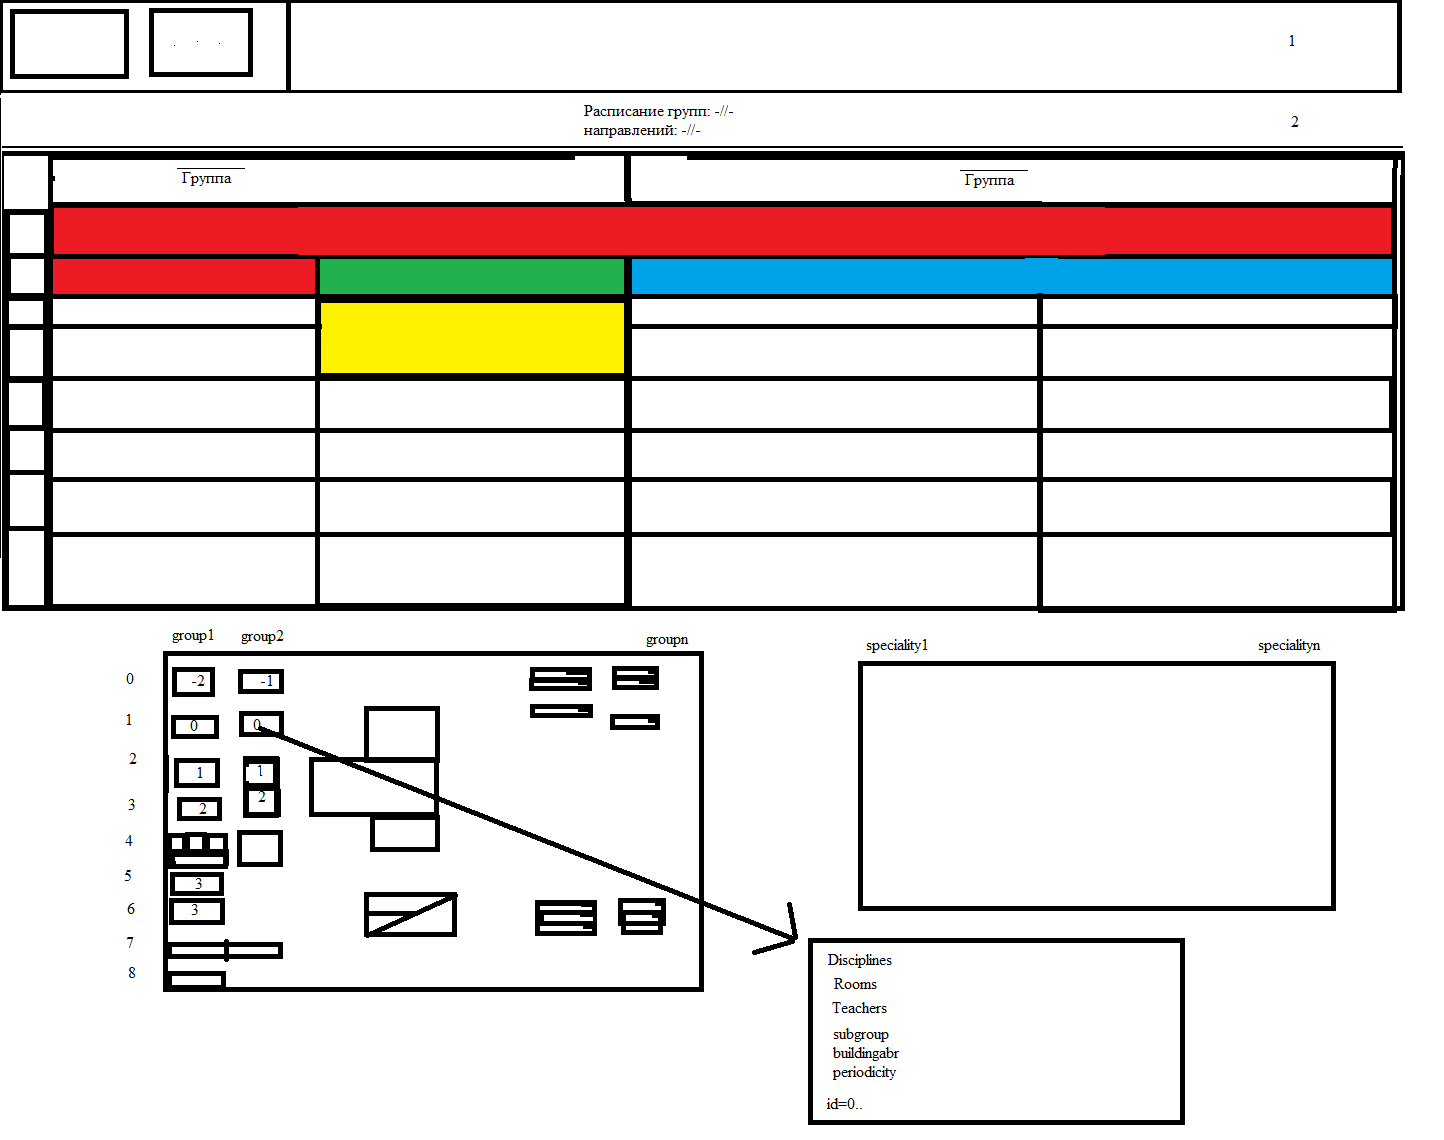 1
Расписание групп: -//-
направлений: -//-
2
Группа
Группа
group1
group2
groupn
speciality1
specialityn
0
-2
-1
1
0
0
2
1
1
3
2
2
4
5
3
6
3
7
8
Disciplines
Rooms
Teachers
subgroup
buildingabr
periodicity
id=0..